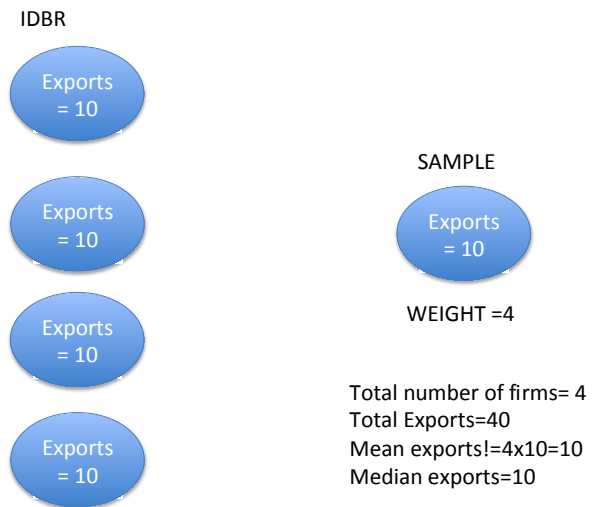 IDBR
Exports
= 10
Exports
= 10
Exports
= 10
Exports
= 10
SAMPLE
Exports
= 10
WEIGHT =4
Total number of firms= 4
Total Exports=40
Mean exports!=4x10=10
Median exports=10